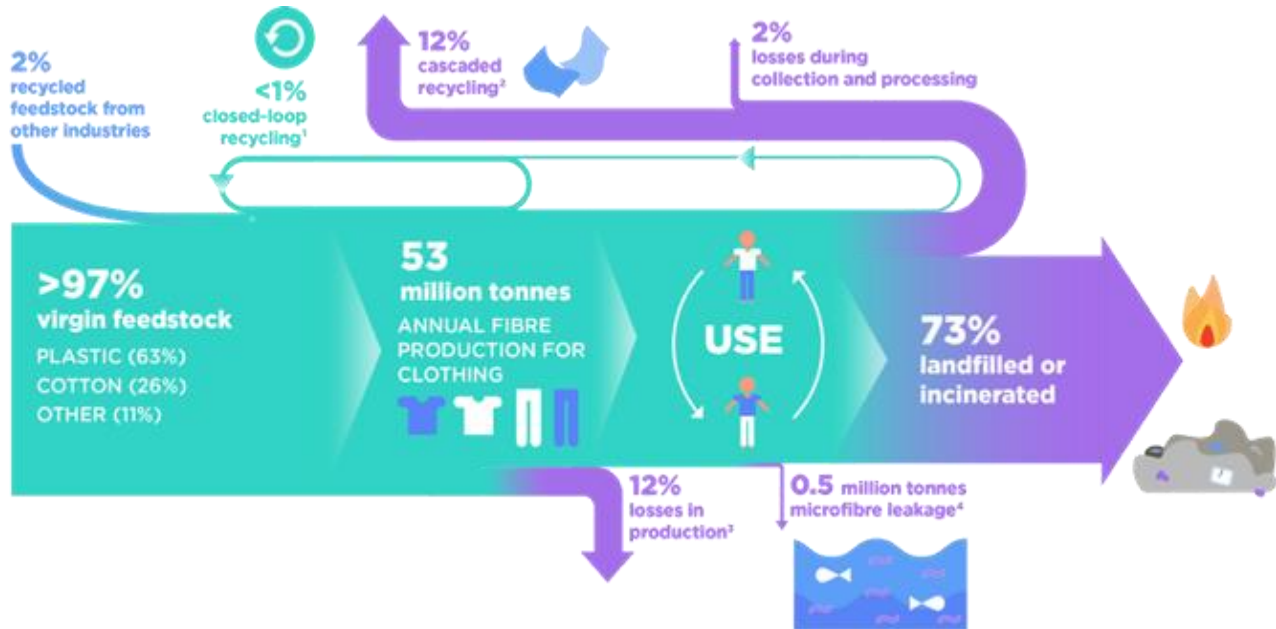 2%
recycled
feedstock from
other industries
<1%
closed-loop
recycling¹
12%
cascaded
recycling²
2%
losses during
collection and processing
>97%
virgin feedstock
PLASTIC (63%)
COTTON (26%)
OTHER (11%)
53
million tonnes
ANNUAL FIBRE
PRODUCTION FOR
CLOTHING
USE
73%
landfilled or
incinerated
12%
losses in
production³
0.5 million tonnes
microfibre leakage⁴